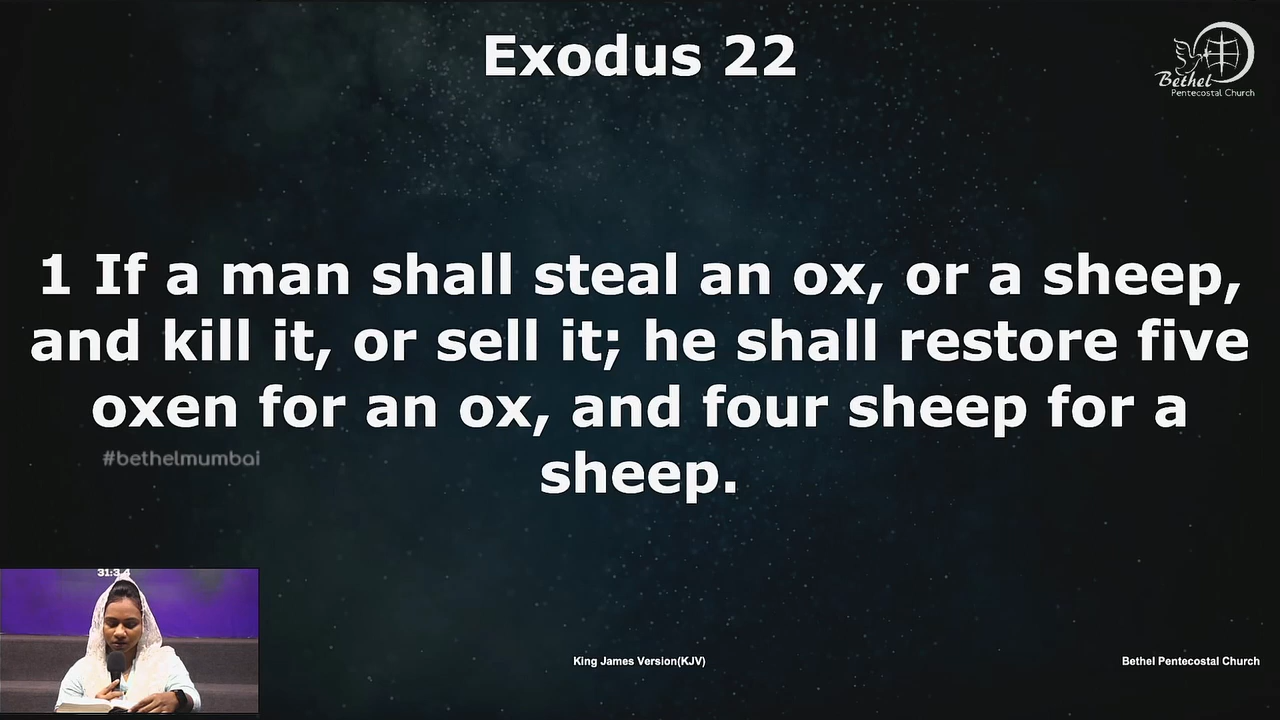 Exodus 22
Bethel
Pentecostal Church
1 If a man shall steal an ox, or a sheep,
and kill it, or sell it; he shall restore five
oxen for an ox, and four sheep for a
sheep.
#bethelmumbai
King James Version(KJV)
Bethel Pentecostal Church